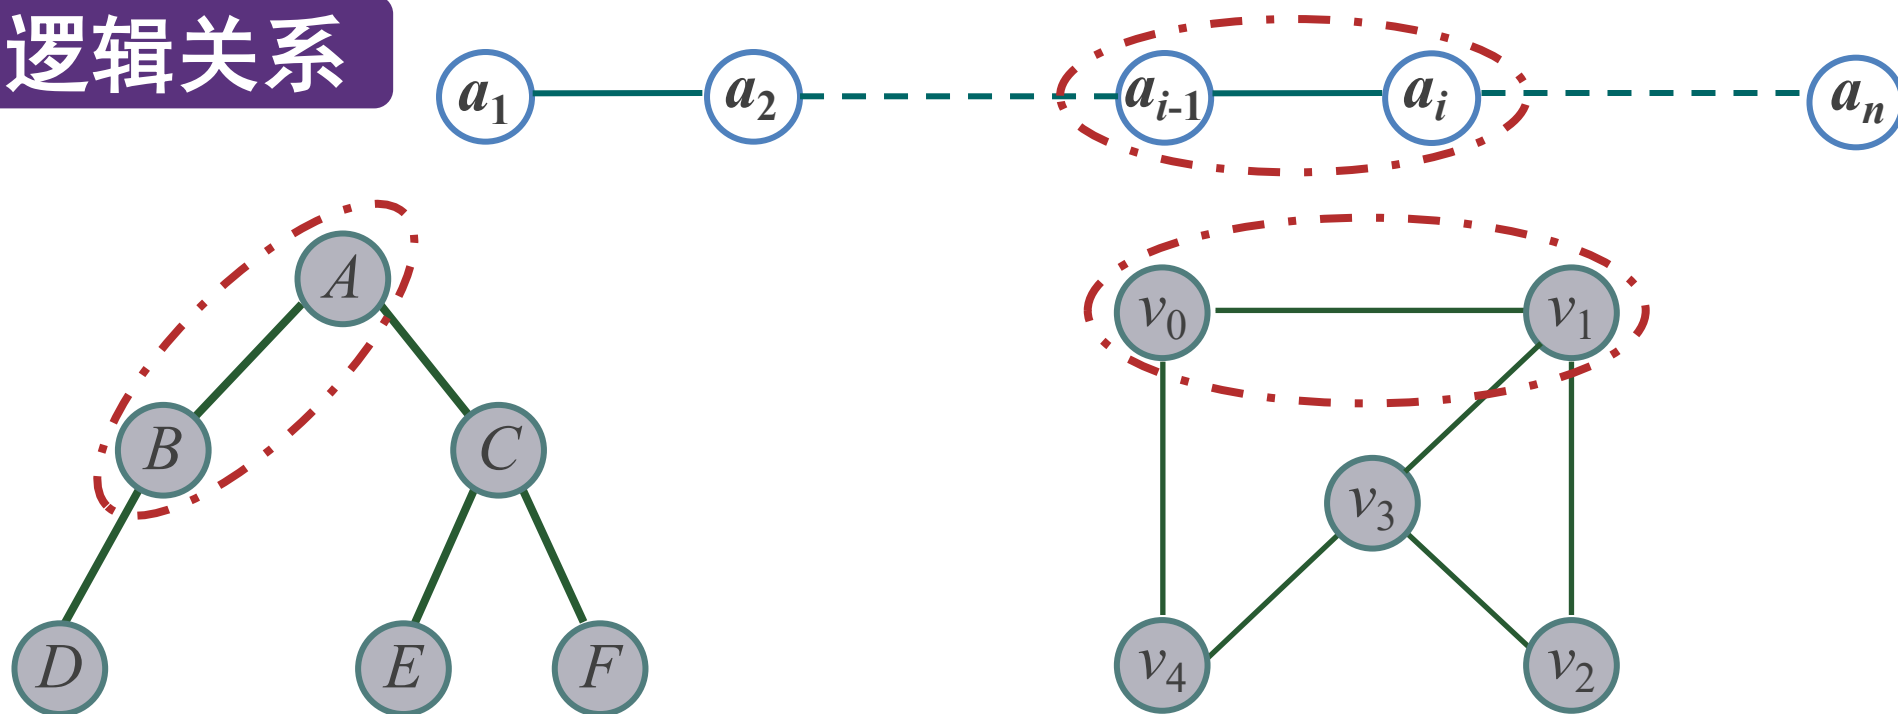 逻辑关系
a1 a2 ai-1 ai an
A
B C
D E F
v0 v1
v3
v4 v2